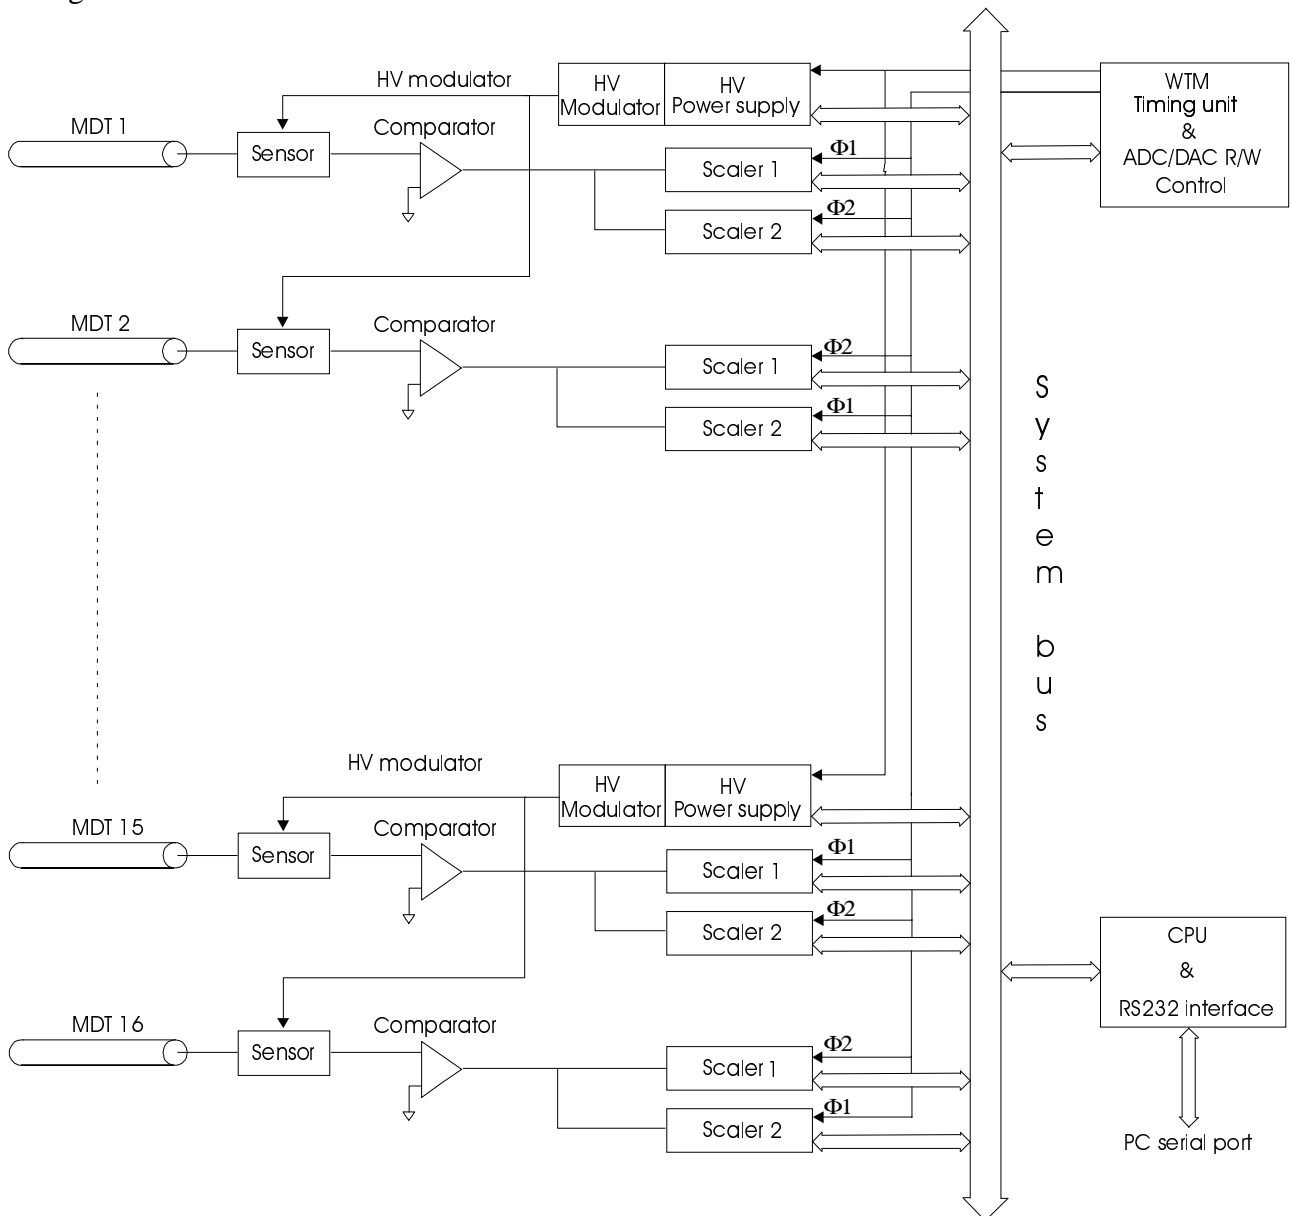 HV modulator
HV
Modulator
HV
Power supply
WTM
Timing unit
&
ADC/DAC R/W
Control
MDT 1
Sensor
Comparator
Scaler 1
Φ1
Scaler 2
Φ2
MDT 2
Sensor
Comparator
Scaler 1
Φ2
Scaler 2
Φ1
System bus
HV modulator
HV
Modulator
HV
Power supply
MDT 15
Sensor
Comparator
Scaler 1
Φ1
Scaler 2
Φ2
CPU
&
RS232 interface
MDT 16
Sensor
Comparator
Scaler 1
Φ2
Scaler 2
Φ1
PC serial port